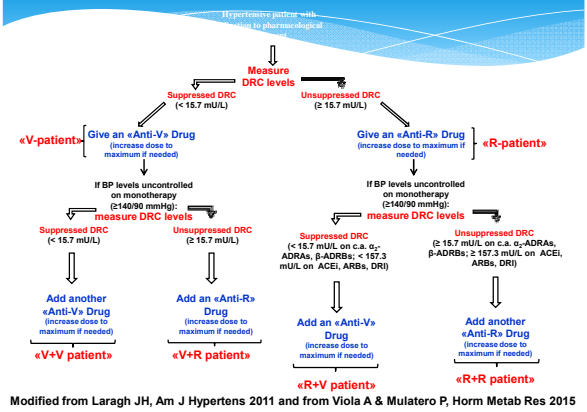 Hypertensive patient with
to pharmacological
Measure
DRC levels
Suppressed DRC
(< 15.7 mU/L)
Unsuppressed DRC
(≥ 15.7 mU/L)
«V-patient»
Give an «Anti-V» Drug
(increase dose to
maximum if needed)
Give an «Anti-R» Drug
(increase dose to maximum if
needed)
«R-patient»
If BP levels uncontrolled
on monotherapy
(≥140/90 mmHg):
measure DRC levels
If BP levels uncontrolled
on monotherapy
(≥140/90 mmHg):
measure DRC levels
Suppressed DRC
(< 15.7 mU/L)
Unsuppressed DRC
(≥ 15.7 mU/L)
Suppressed DRC
(< 15.7 mU/L on c.a. α2-
ADRAs, β-ADRBs; < 157.3
mU/L on ACEi, ARBs, DRI)
Unsuppressed DRC
(≥ 15.7 mU/L on c.a. α2-ADRAs,
β-ADRBs; ≥ 157.3 mU/L on ACEi,
ARBs, DRI)
Add another
«Anti-V» Drug
(increase dose to
maximum if needed)
Add an «Anti-R»
Drug
(increase dose to
maximum if needed)
Add an «Anti-V»
Drug
(increase dose to
maximum if needed)
Add another
«Anti-R» Drug
(increase dose to
maximum if needed)
«V+V patient»
«V+R patient»
«R+V patient»
«R+R patient»
Modified from Laragh JH, Am J Hypertens 2011 and from Viola A & Mulatero P, Horm Metab Res 2015